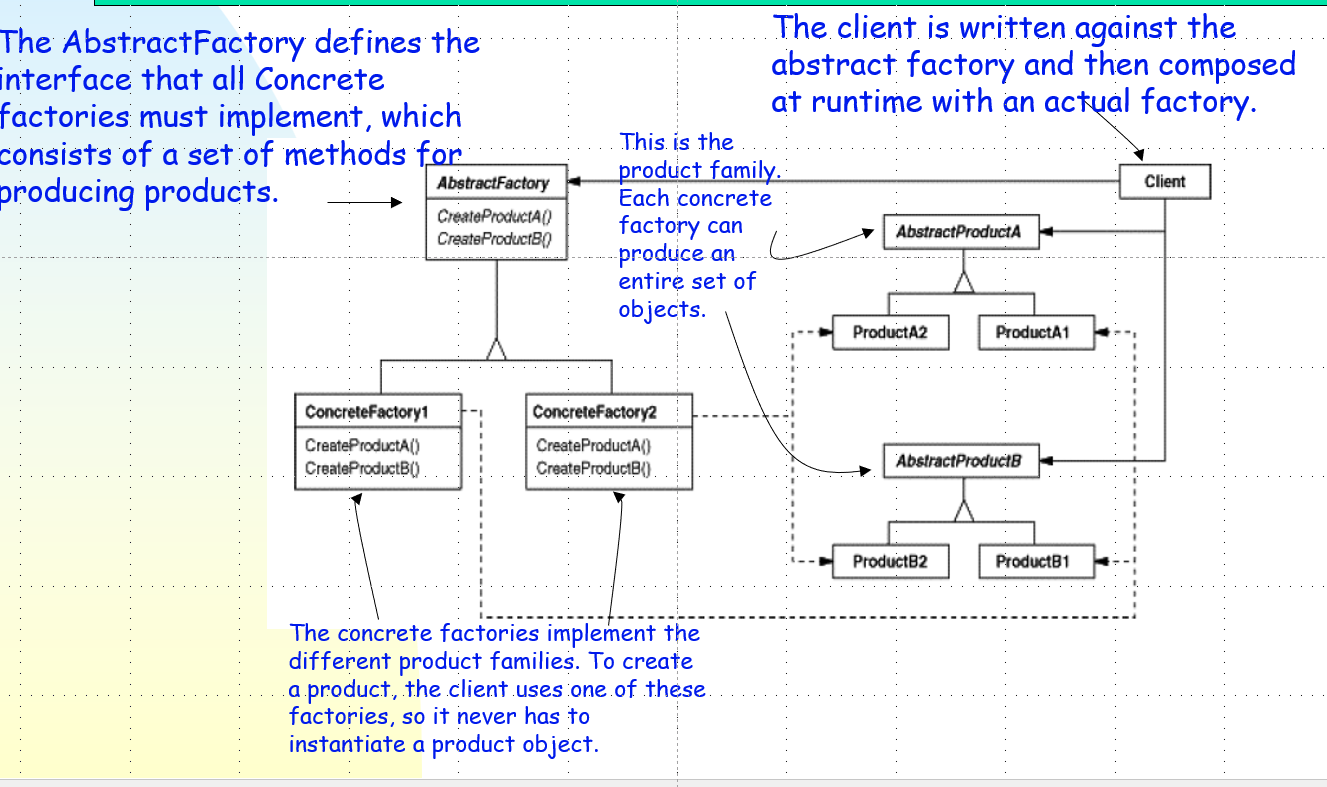 The AbstractFactory defines the
interface that all Concrete
factories must implement, which
consists of a set of methods for
producing products.
The client is written against the
abstract factory and then composed
at runtime with an actual factory.
This is the
product family.
Each concrete
factory can
produce an
entire set of
objects.
AbstractFactory
CreateProductA()
CreateProductB()
Client
AbstractProductA
ProductA2
ProductA1
ConcreteFactory1
CreateProductA()
CreateProductB()
ConcreteFactory2
CreateProductA()
CreateProductB()
AbstractProductB
ProductB2
ProductB1
The concrete factories implement the
different product families. To create
a product, the client uses one of these
factories, so it never has to
instantiate a product object.